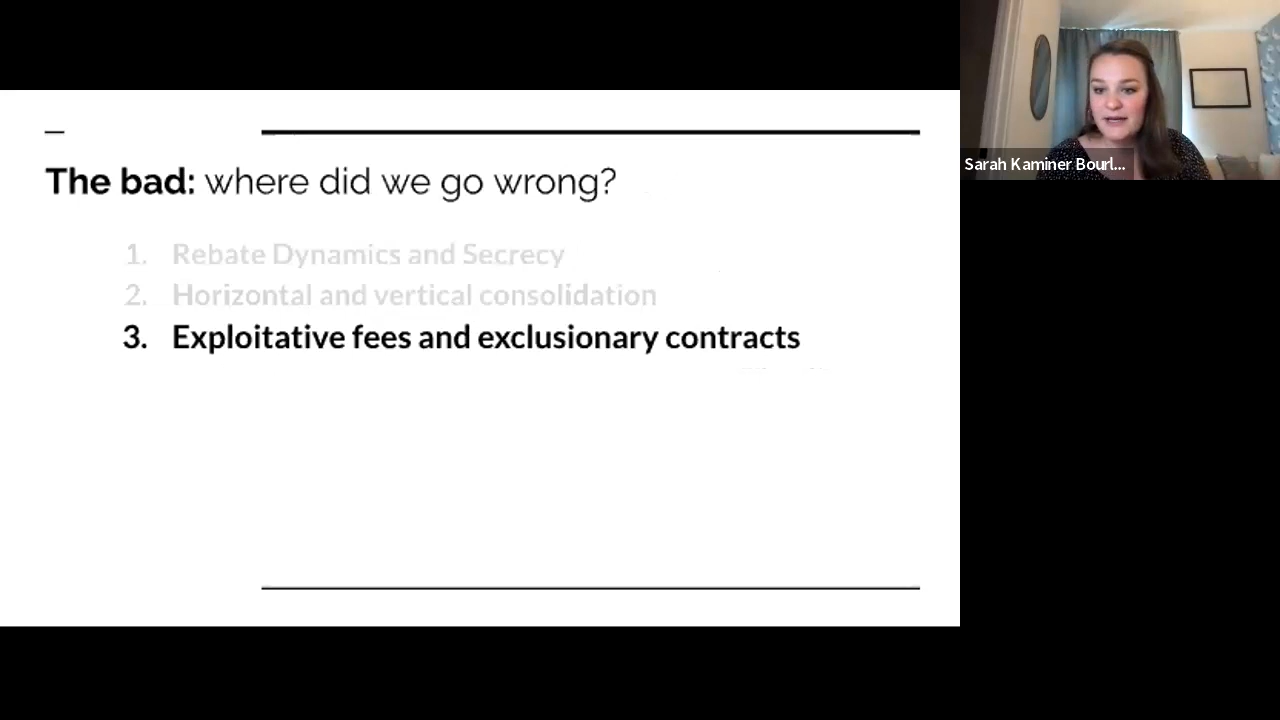 The bad: where did we go wrong?
1. Rebate Dynamics and Secrecy
2. Horizontal and vertical consolidation
3. Exploitative fees and exclusionary contracts
Sarah Kaminer Bourl...